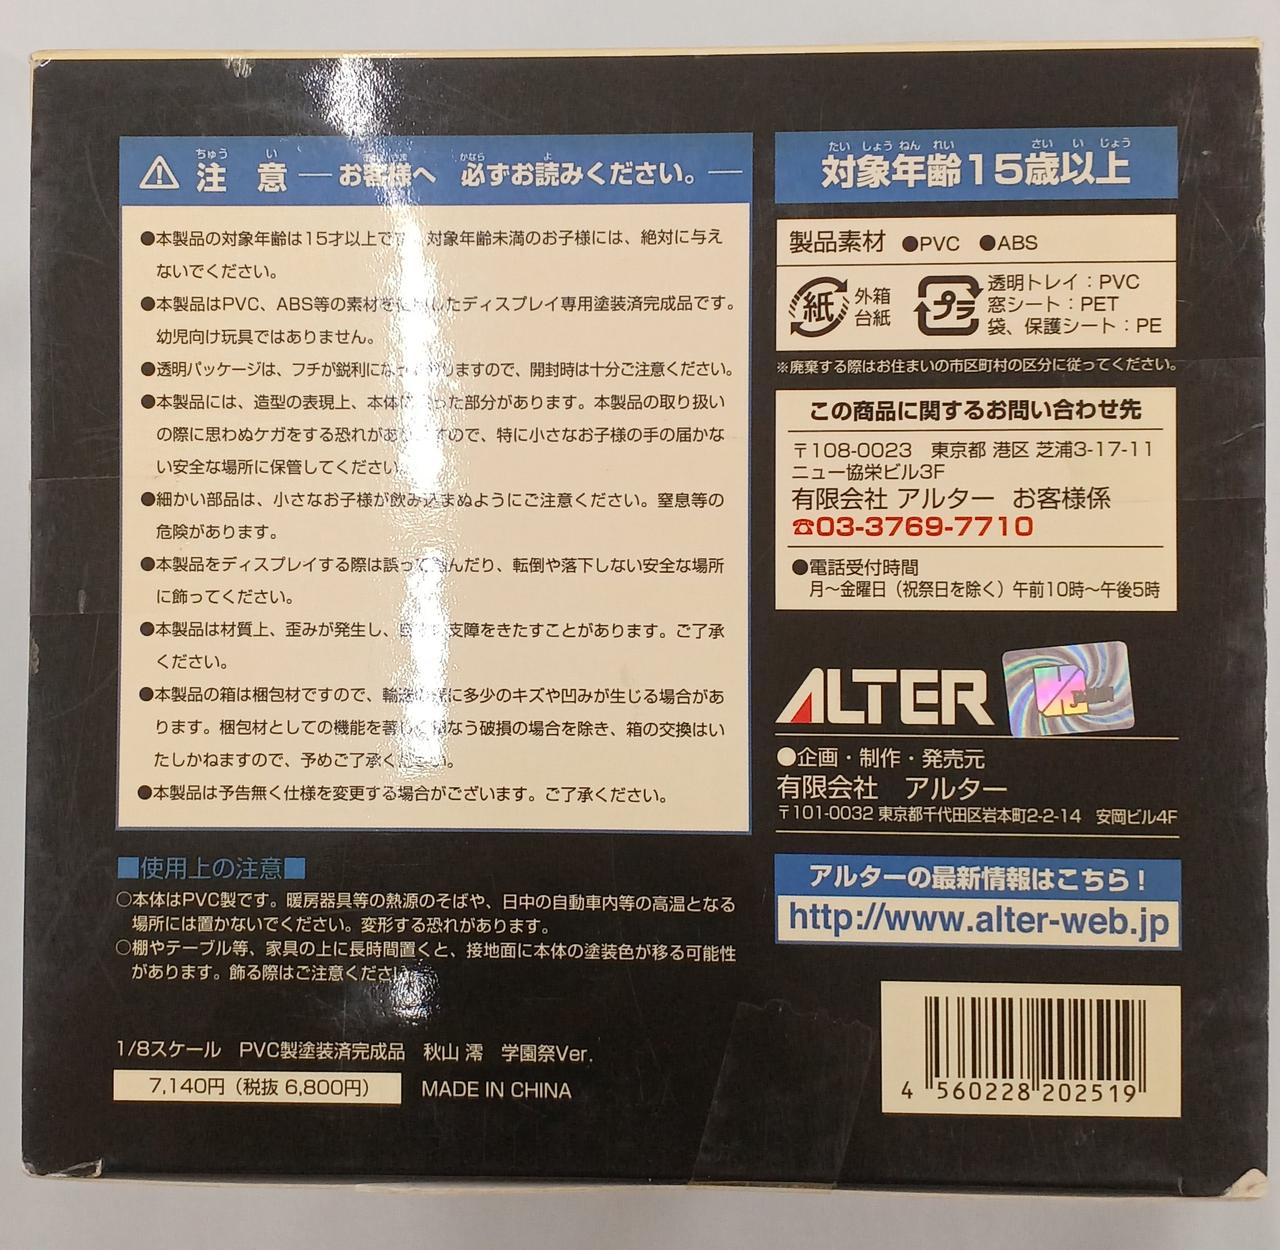 ちゅう い
⚠注 意 ― お客様へ 必ずお読みください。―
かなら よ
●本製品の対象年齢は15才以上で 対象年齢未満のお子様には、絶対に与え
ないでください。
●本製品はPVC、ABS等の素材を したディスプレイ専用塗装済完成品です。
幼児向け玩具ではありません。
●透明パッケージは、フチが鋭利にな ますので、開封時は十分ご注意ください。
●本製品には、造型の表現上、本体に った部分があります。本製品の取り扱い
の際に思わぬケガをする恐れがあ ので、特に小さなお子様の手の届かな
い安全な場所に保管してください。
●細かい部品は、小さなお子様が飲み込まぬようにご注意ください。窒息等の
危険があります。
●本製品をディスプレイする際は誤って んだり、転倒や落下しない安全な場所
に飾ってください。
●本製品は材質上、歪みが発生し、 支障をきたすことがあります。ご了承
ください。
●本製品の箱は梱包材ですので、輸送 に多少のキズや凹みが生じる場合があ
ります。梱包材としての機能を著し なう破損の場合を除き、箱の交換はい
たしかねますので、予めご了承ください。
●本製品は予告無く仕様を変更する場合がございます。ご了承ください。
■使用上の注意■
○本体はPVC製です。暖房器具等の熱源のそばや、日中の自動車内等の高温となる
場所には置かないでください。変形する恐れがあります。
○棚やテーブル等、家具の上に長時間置くと、接地面に本体の塗装色が移る可能性
があります。飾る際はご注意ください。
1/8スケール PVC製塗装済完成品 秋山 澪 学園祭Ver.
7,140円（税抜 6,800円） MADE IN CHINA
たい しょう ねん れい さい い じょう
対象年齢15歳以上
製品素材 ●PVC ●ABS
紙 外箱
台紙
プラ 透明トレイ：PVC
窓シート：PET
袋、保護シート：PE
※廃棄する際はお住まいの市区町村の区分に従ってください。
この商品に関するお問い合わせ先
〒108-0023 東京都 港区 芝浦3-17-11
ニュー協栄ビル3F
有限会社 アルター お客様係
☎03-3769-7710
●電話受付時間
月～金曜日（祝祭日を除く）午前10時～午後5時
ALTER
●企画・制作・発売元
有限会社 アルター
〒101-0032 東京都千代田区岩本町2-2-14 安岡ビル4F
アルターの最新情報はこちら！
http://www.alter-web.jp
4 560228 202519